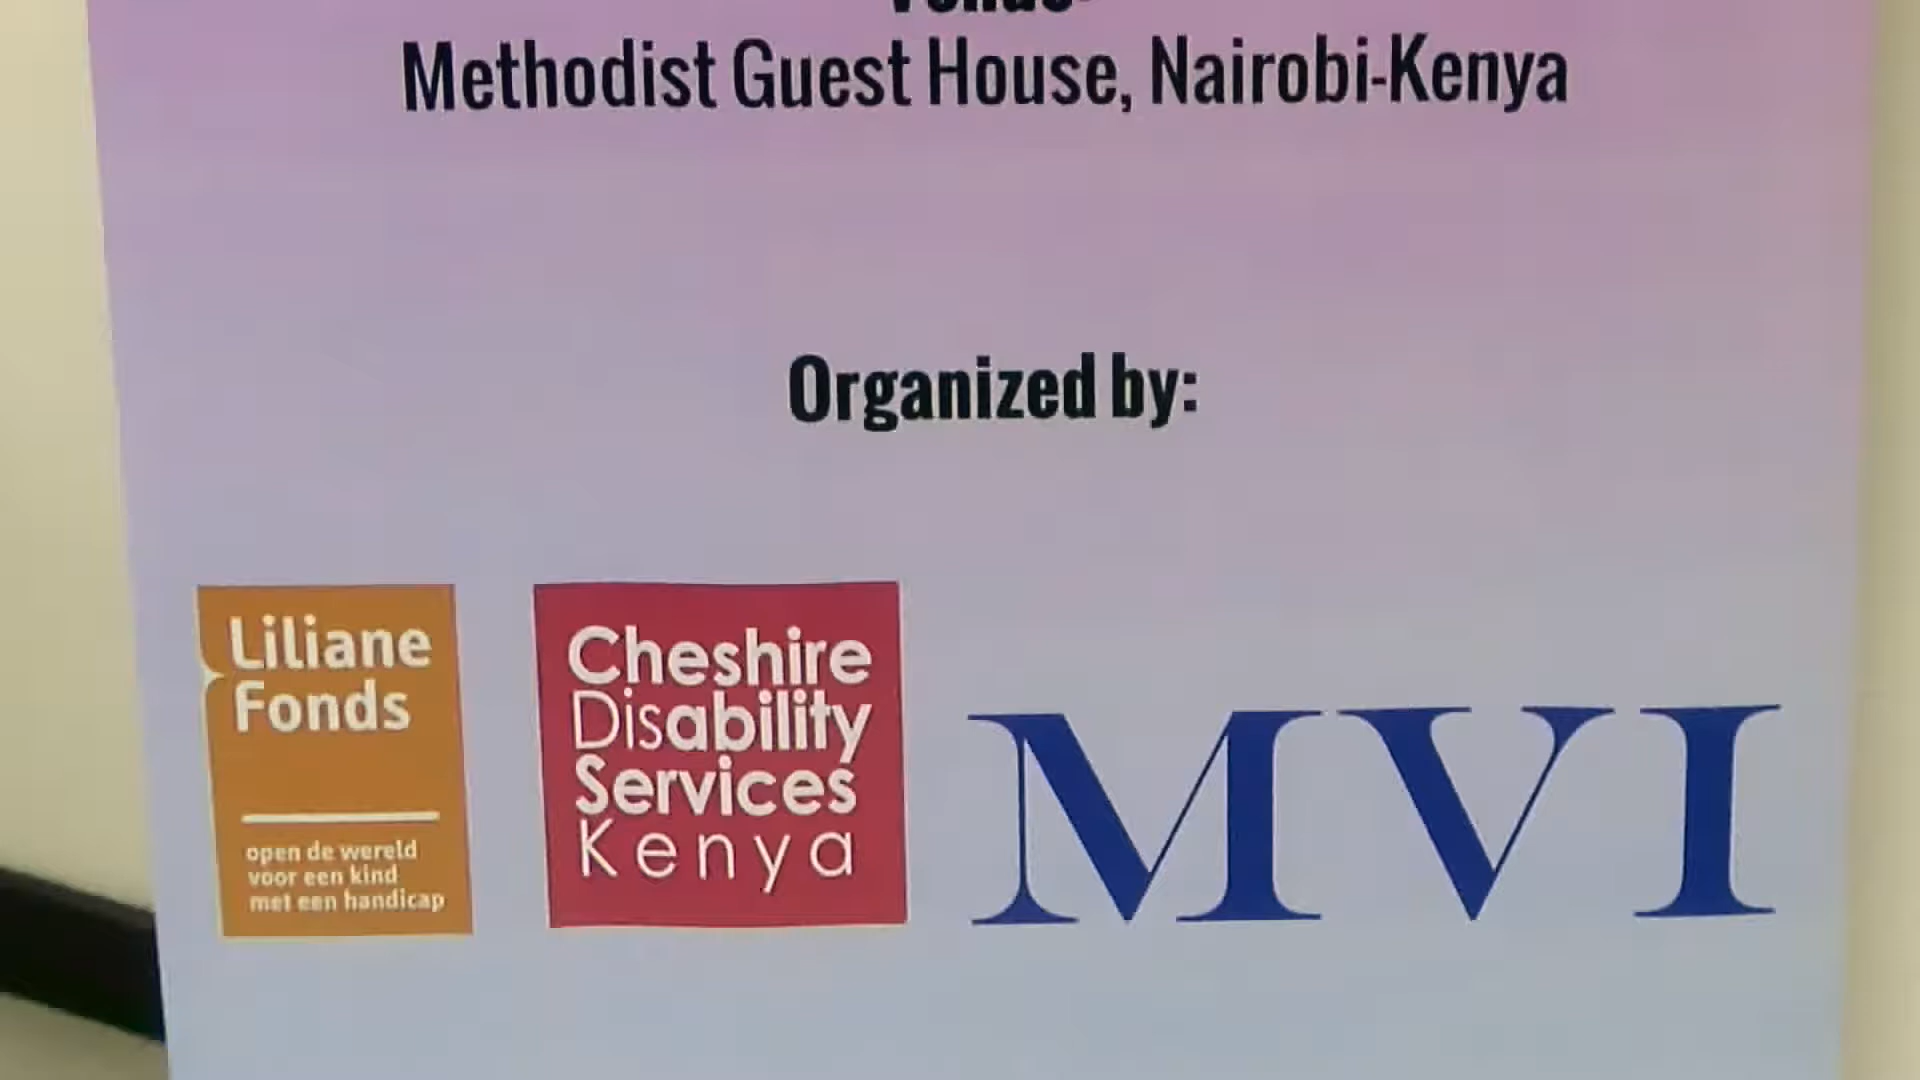 Methodist Guest House, Nairobi-Kenya
Organized by:
Liliane
Fonds
open de wereld
voor een kind
met een handicap
Cheshire
Disability
Services
Kenya
MVI